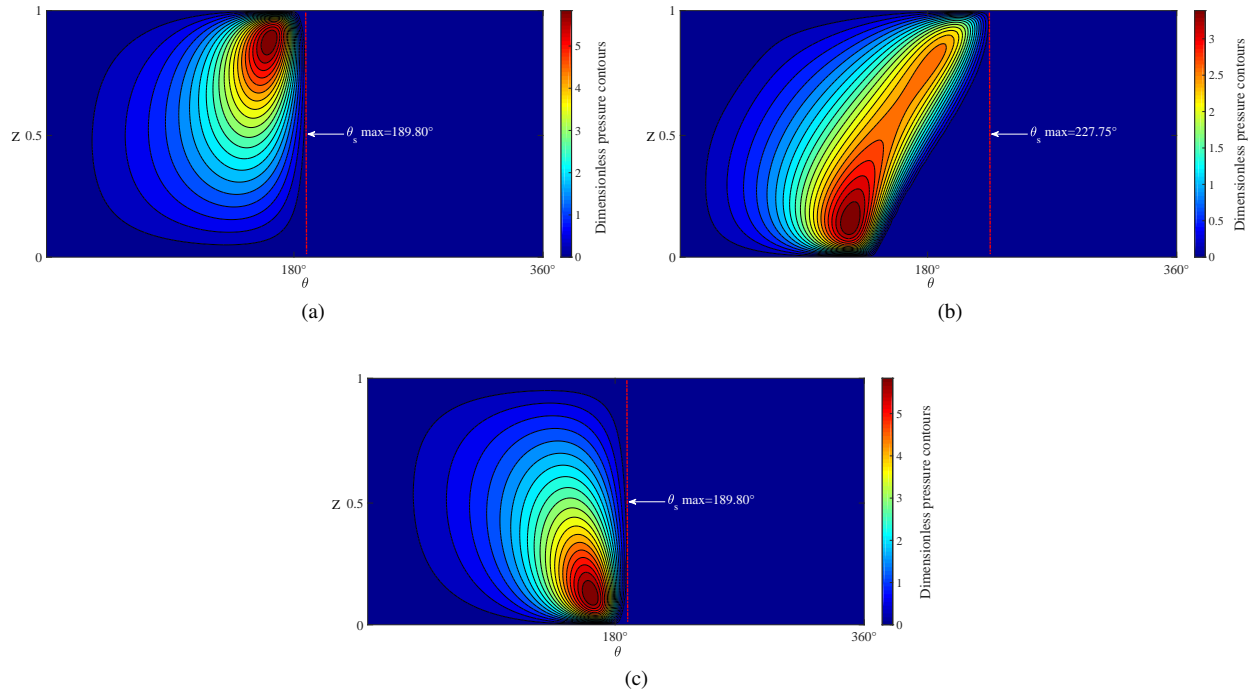 1
Z 0.5
0
180°
360°
θ
θ_s max=189.80°
5
4
3
2
1
0
Dimensionless pressure contours
(a)
1
Z 0.5
0
180°
360°
θ
θ_s max=227.75°
3
2.5
2
1.5
1
0.5
0
Dimensionless pressure contours
(b)
1
Z 0.5
0
180°
360°
θ
θ_s max=189.80°
5
4
3
2
1
0
Dimensionless pressure contours
(c)